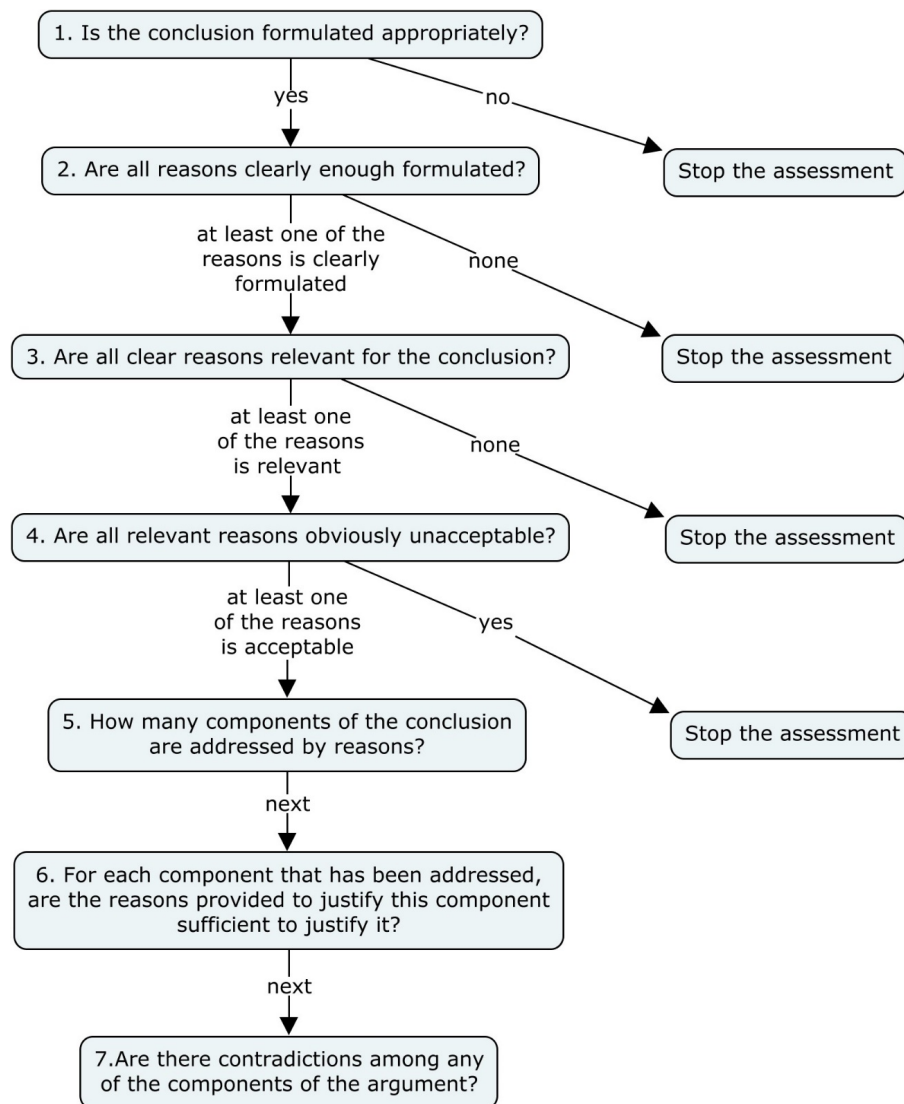 1. Is the conclusion formulated appropriately?
yes
no
2. Are all reasons clearly enough formulated?
Stop the assessment
at least one of the
reasons is clearly
formulated
none
3. Are all clear reasons relevant for the conclusion?
Stop the assessment
at least one
of the reasons
is relevant
none
4. Are all relevant reasons obviously unacceptable?
Stop the assessment
at least one
of the reasons
is acceptable
yes
5. How many components of the conclusion
are addressed by reasons?
Stop the assessment
next
6. For each component that has been addressed,
are the reasons provided to justify this component
sufficient to justify it?
next
7.Are there contradictions among any
of the components of the argument?